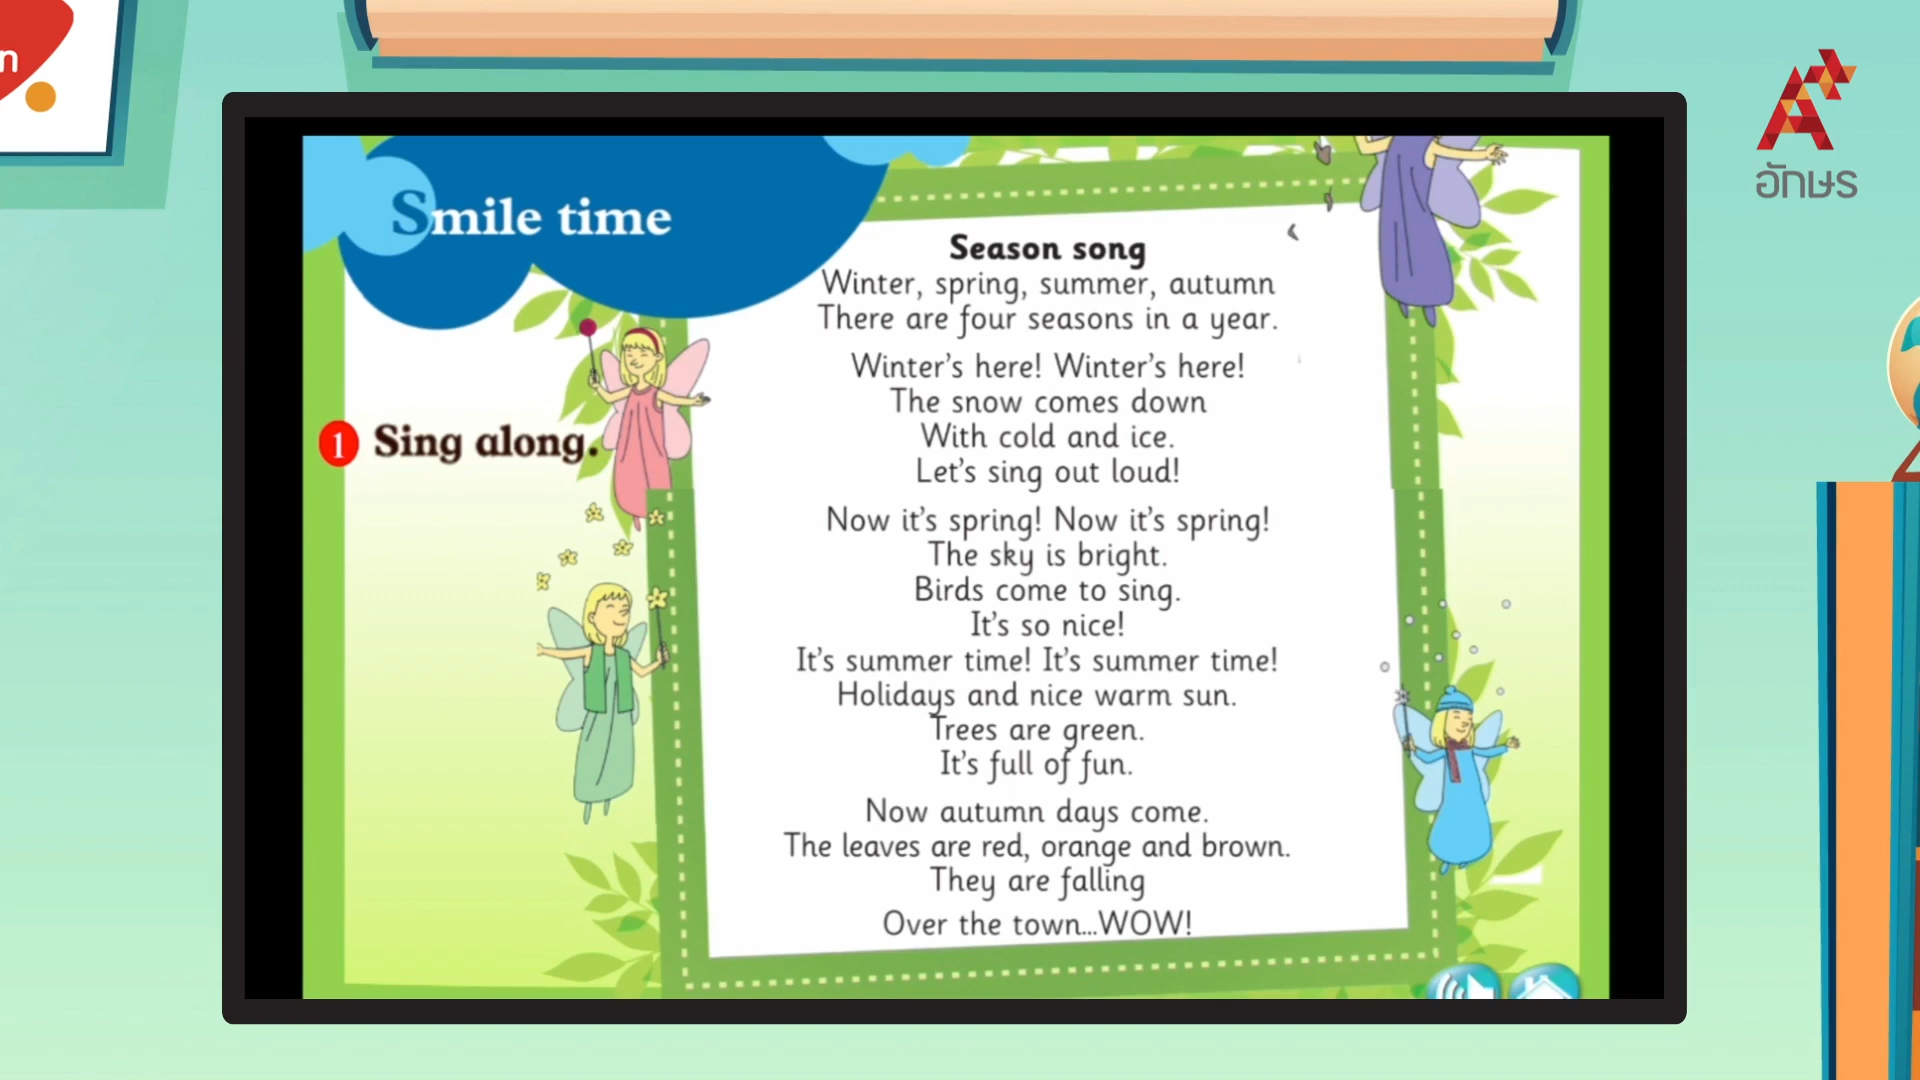 อักษร
Smile time
1 Sing along.
Season song
Winter, spring, summer, autumn
There are four seasons in a year.
Winter's here! Winter's here!
The snow comes down
With cold and ice.
Let's sing out loud!
Now it's spring! Now it's spring!
The sky is bright.
Birds come to sing.
It's so nice!
It's summer time! It's summer time!
Holidays and nice warm sun.
Trees are green.
It's full of fun.
Now autumn days come.
The leaves are red, orange and brown.
They are falling
Over the town...WOW!